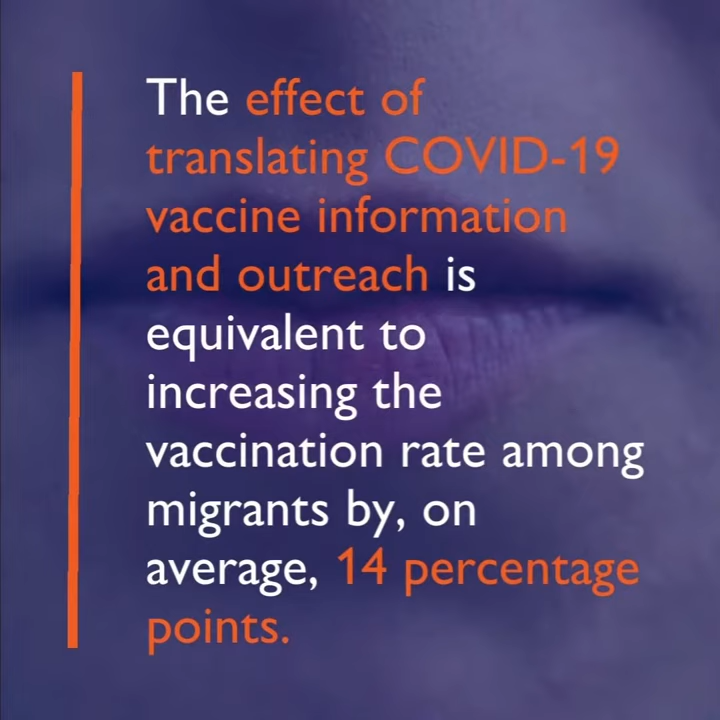 The effect of
translating COVID-19
vaccine information
and outreach is
equivalent to
increasing the
vaccination rate among
migrants by, on
average, 14 percentage
points.